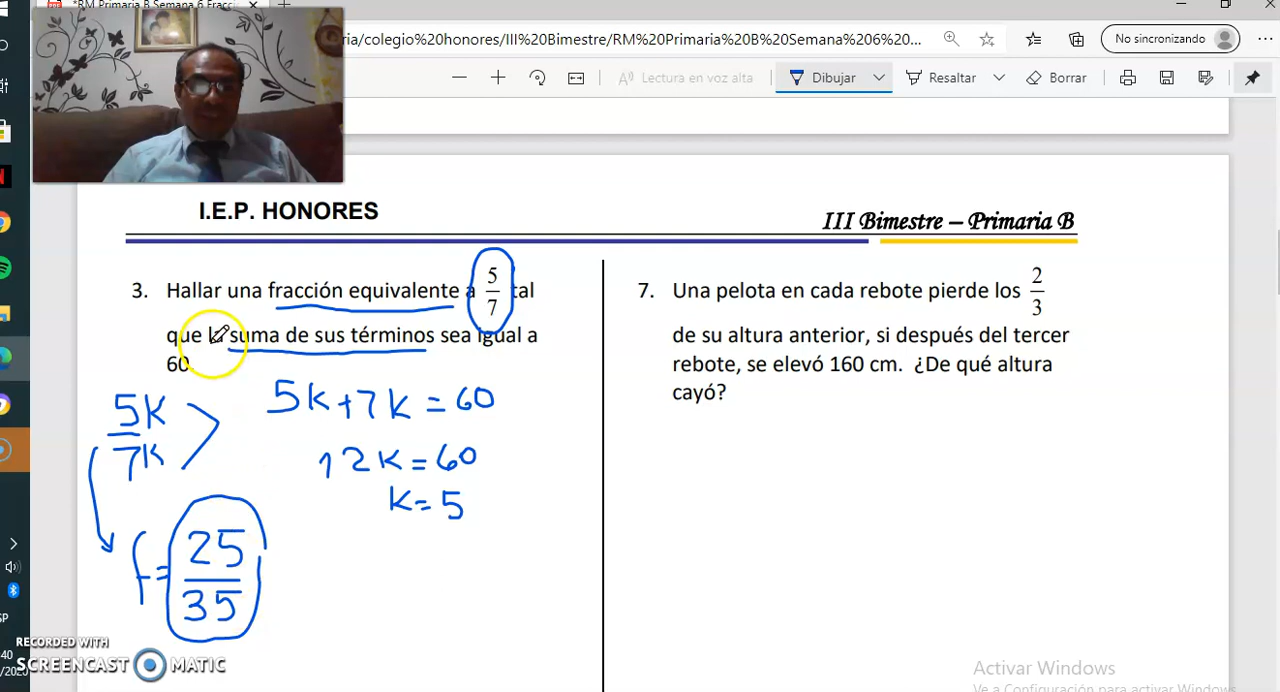 *RM Primaria B Semana 6 Fracci
ria/colegio%20honores/III%20Bimestre/RM%20Primaria%20B%20Semana%206%20...
No sincronizando
Lectura en voz alta
Dibujar
Resaltar
Borrar
I.E.P. HONORES
III Bimestre – Primaria B
3. Hallar una fracción equivalente a 5/7 tal
que la suma de sus términos sea igual a
60.
5k
7k
5k+7k=60
12k=60
k=5
f=25/35
7. Una pelota en cada rebote pierde los 2/3
de su altura anterior, si después del tercer
rebote, se elevó 160 cm. ¿De qué altura
cayó?
RECORDED WITH
SCREENCAST MATIC
Activar Windows
Ve a Configuración para activar Windows